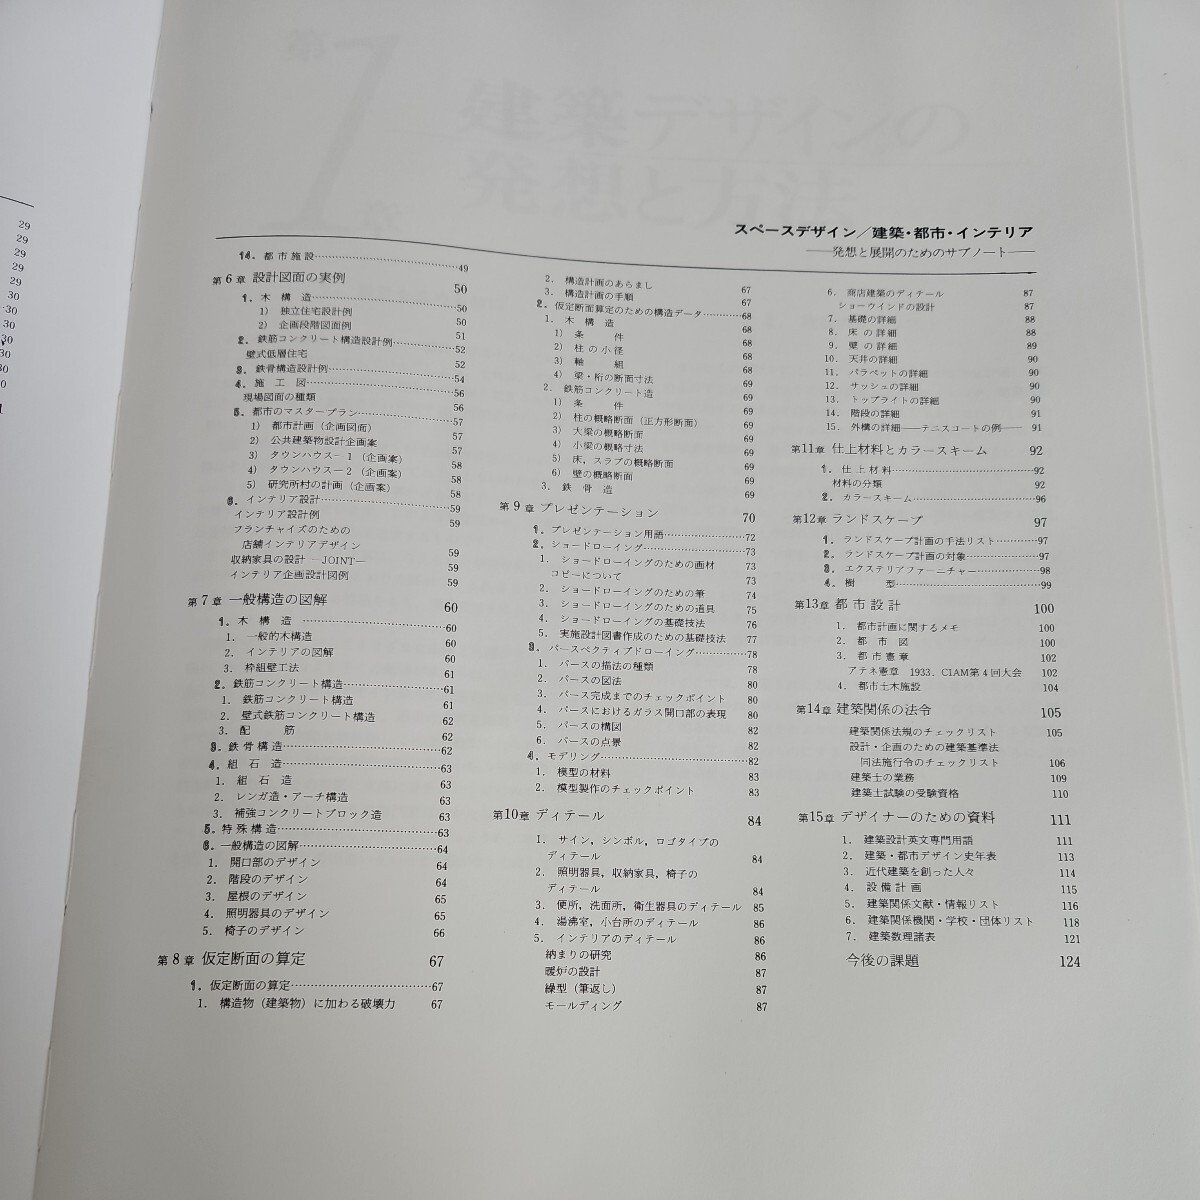 29
29
29
29
29
30
30
30
30
30
第1章
建築デザインの
発想と方法
スペースデザイン／建築・都市・インテリア
――発想と展開のためのサブノート――
14. 都市施設……49
第6章 設計図面の実例 50
1. 木構造……50
1) 独立住宅設計例 50
2) 企画段階図面例 51
2. 鉄筋コンクリート構造設計例……52
壁式低層住宅 52
3. 鉄骨構造設計例……54
4. 施工図……56
現場図面の種類 56
5. 都市のマスタープラン……57
1) 都市計画（企画図面） 57
2) 公共建築物設計企画案 57
3) タウンハウス－1（企画案） 58
4) タウンハウス－2（企画案） 58
5) 研究所村の計画（企画案） 58
6. インテリア設計……59
インテリア設計例 59
フランチャイズのための
店舗インテリアデザイン 59
収納家具の設計 ―JOINT― 59
インテリア企画設計図例 59
第7章 一般構造の図解 60
1. 木構造……60
1. 一般的木構造 60
2. インテリアの図解 60
3. 枠組壁工法 61
2. 鉄筋コンクリート構造……61
1. 鉄筋コンクリート構造 61
2. 壁式鉄筋コンクリート構造 62
3. 配筋 62
3. 鉄骨構造……62
4. 組石造……63
1. 組石造 63
2. レンガ造・アーチ構造 63
3. 補強コンクリートブロック造 63
5. 特殊構造……63
6. 一般構造の図解……64
1. 開口部のデザイン 64
2. 階段のデザイン 64
3. 屋根のデザイン 65
4. 照明器具のデザイン 65
5. 椅子のデザイン 66
第8章 仮定断面の算定 67
1. 仮定断面の算定……67
1. 構造物（建築物）に加わる破壊力 67
2. 構造計画のあらまし 67
3. 構造計画の手順 67
2. 仮定断面算定のための構造データ……68
1. 木構造 68
1) 条件 68
2) 柱の小径 68
3) 軸組 68
4) 梁・桁の断面寸法 69
2. 鉄筋コンクリート造 69
1) 条件 69
2) 柱の概略断面（正方形断面） 69
3) 大梁の概略断面 69
4) 小梁の概略寸法 69
5) 床，スラブの概略断面 69
6) 壁の概略断面 69
3. 鉄骨造 69
第9章 プレゼンテーション 70
1. プレゼンテーション用語……72
2. ショードローイング……73
1. ショードローイングのための画材 73
コピーについて 73
2. ショードローイングのための筆 74
3. ショードローイングのための道具 75
4. ショードローイングの基礎技法 76
5. 実施設計図書作成のための基礎技法 77
3. パースペクティブドローイング……78
1. パースの描法の種類 78
2. パースの図法 80
3. パース完成までのチェックポイント 80
4. パースにおけるガラス開口部の表現 80
5. パースの構図 82
6. パースの点景 82
4. モデリング……82
1. 模型の材料 83
2. 模型製作のチェックポイント 83
第10章 ディテール 84
1. サイン，シンボル，ロゴタイプの
ディテール 84
2. 照明器具，収納家具，椅子の
ディテール 84
3. 便所，洗面所，衛生器具のディテール 85
4. 湯沸室，小台所のディテール 86
5. インテリアのディテール 86
納まりの研究 86
暖炉の設計 87
繰型（筆返し） 87
モールディング 87
6. 商店建築のディテール 87
ショーウインドの設計 87
7. 基礎の詳細 88
8. 床の詳細 88
9. 壁の詳細 89
10. 天井の詳細 90
11. パラペットの詳細 90
12. サッシュの詳細 90
13. トップライトの詳細 90
14. 階段の詳細 91
15. 外構の詳細――テニスコートの例―― 91
第11章 仕上材料とカラースキーム 92
1. 仕上材料……92
材料の分類 92
2. カラースキーム……96
第12章 ランドスケープ 97
1. ランドスケープ計画の手法リスト……97
2. ランドスケープ計画の対象……97
3. エクステリアファーニチャー……98
4. 樹型……99
第13章 都市設計 100
1. 都市計画に関するメモ 100
2. 都市図 100
3. 都市憲章 102
アテネ憲章 1933．CIAM第4回大会 102
4. 都市土木施設 104
第14章 建築関係の法令 105
建築関係法規のチェックリスト 105
設計・企画のための建築基準法
同法施行令のチェックリスト 106
建築士の業務 109
建築士試験の受験資格 110
第15章 デザイナーのための資料 111
1. 建築設計英文専門用語 111
2. 建築・都市デザイン史年表 113
3. 近代建築を創った人々 114
4. 設備計画 115
5. 建築関係文献・情報リスト 116
6. 建築関係機関・学校・団体リスト 118
7. 建築数理諸表 121
今後の課題 124